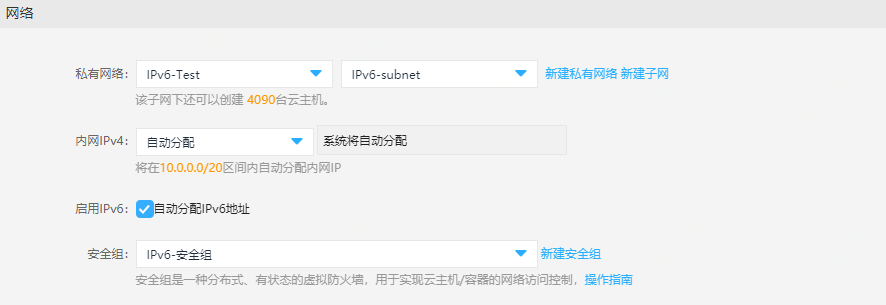 网络
私有网络： IPv6-Test IPv6-subnet 新建私有网络 新建子网
该子网下还可以创建 4090台云主机。
内网IPv4： 自动分配 系统将自动分配
将在10.0.0.0/20区间内自动分配内网IP
启用IPv6： 自动分配IPv6地址
安全组： IPv6-安全组 新建安全组
安全组是一种分布式、有状态的虚拟防火墙，用于实现云主机/容器的网络访问控制，操作指南